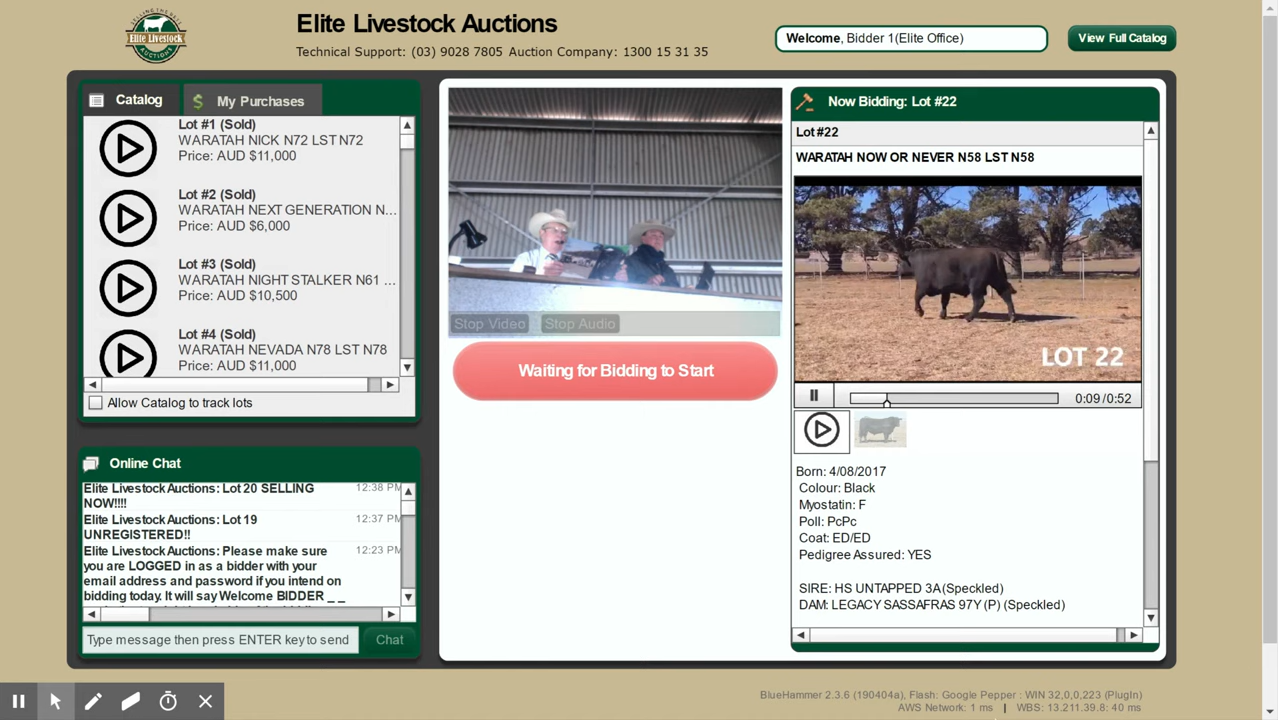 Elite Livestock
AUCTIONS
Elite Livestock Auctions
Technical Support: (03) 9028 7805 Auction Company: 1300 15 31 35
Welcome, Bidder 1(Elite Office)
View Full Catalog
Catalog
My Purchases
Lot #1 (Sold)
WARATAH NICK N72 LST N72
Price: AUD $11,000
Lot #2 (Sold)
WARATAH NEXT GENERATION N...
Price: AUD $6,000
Lot #3 (Sold)
WARATAH NIGHT STALKER N61 ...
Price: AUD $10,500
Lot #4 (Sold)
WARATAH NEVADA N78 LST N78
Price: AUD $11,000
Allow Catalog to track lots
Online Chat
Elite Livestock Auctions: Lot 20 SELLING 12:38 PM
NOW!!!!
Elite Livestock Auctions: Lot 19 12:37 PM
UNREGISTERED!!
Elite Livestock Auctions: Please make sure 12:23 PM
you are LOGGED in as a bidder with your
email address and password if you intend on
bidding today. It will say Welcome BIDDER _ _
Type message then press ENTER key to send
Chat
Stop Video
Stop Audio
Waiting for Bidding to Start
Now Bidding: Lot #22
Lot #22
WARATAH NOW OR NEVER N58 LST N58
LOT 22
0:09 / 0:52
Born: 4/08/2017
Colour: Black
Myostatin: F
Poll: PcPc
Coat: ED/ED
Pedigree Assured: YES
SIRE: HS UNTAPPED 3A (Speckled)
DAM: LEGACY SASSAFRAS 97Y (P) (Speckled)
BlueHammer 2.3.6 (190404a), Flash: Google Pepper : WIN 32,0,0,223 (PlugIn)
AWS Network: 1 ms | WBS: 13.211.39.8: 40 ms